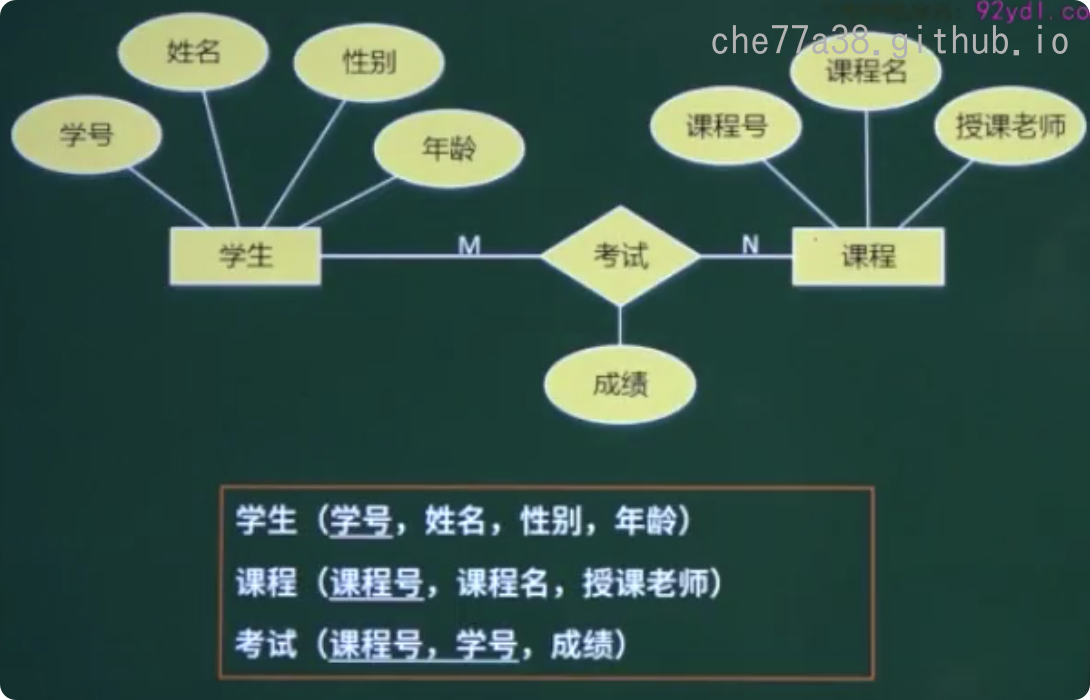 92ydl.co
che77a38.github.io
姓名
性别
课程名
学号
年龄
课程号
授课老师
学生
M
考试
N
课程
成绩
学生（学号，姓名，性别，年龄）
课程（课程号，课程名，授课老师）
考试（课程号，学号，成绩）